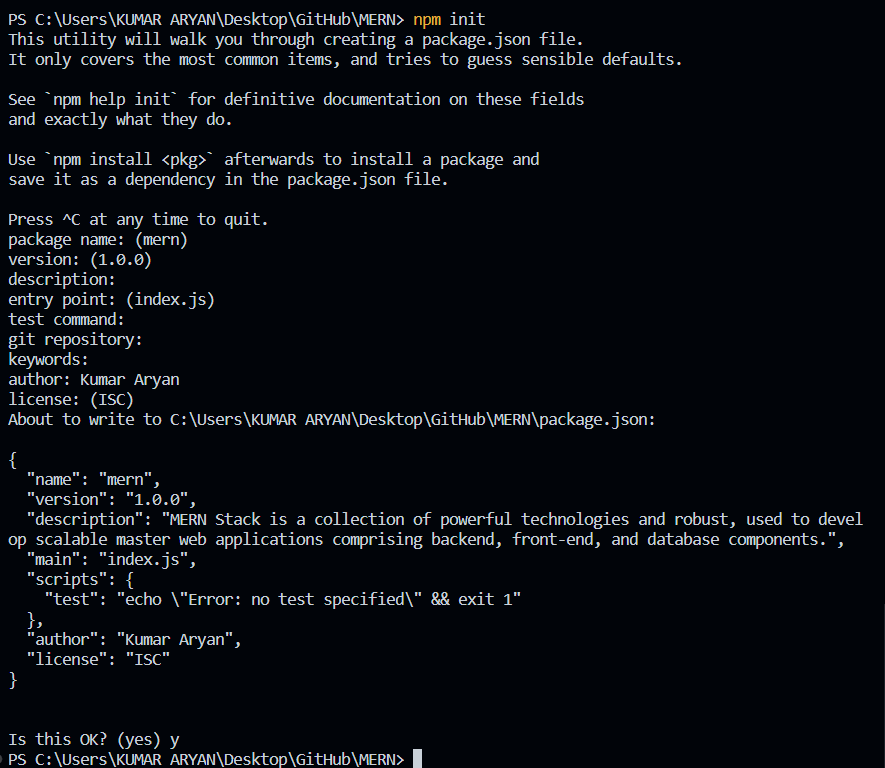 PS C:\Users\KUMAR ARYAN\Desktop\GitHub\MERN> npm init
This utility will walk you through creating a package.json file.
It only covers the most common items, and tries to guess sensible defaults.
See `npm help init` for definitive documentation on these fields
and exactly what they do.
Use `npm install <pkg>` afterwards to install a package and
save it as a dependency in the package.json file.
Press ^C at any time to quit.
package name: (mern)
version: (1.0.0)
description:
entry point: (index.js)
test command:
git repository:
keywords:
author: Kumar Aryan
license: (ISC)
About to write to C:\Users\KUMAR ARYAN\Desktop\GitHub\MERN\package.json:
{
  "name": "mern",
  "version": "1.0.0",
  "description": "MERN Stack is a collection of powerful technologies and robust, used to devel
op scalable master web applications comprising backend, front-end, and database components.",
  "main": "index.js",
  "scripts": {
    "test": "echo \"Error: no test specified\" && exit 1"
  },
  "author": "Kumar Aryan",
  "license": "ISC"
}
Is this OK? (yes) y
PS C:\Users\KUMAR ARYAN\Desktop\GitHub\MERN>